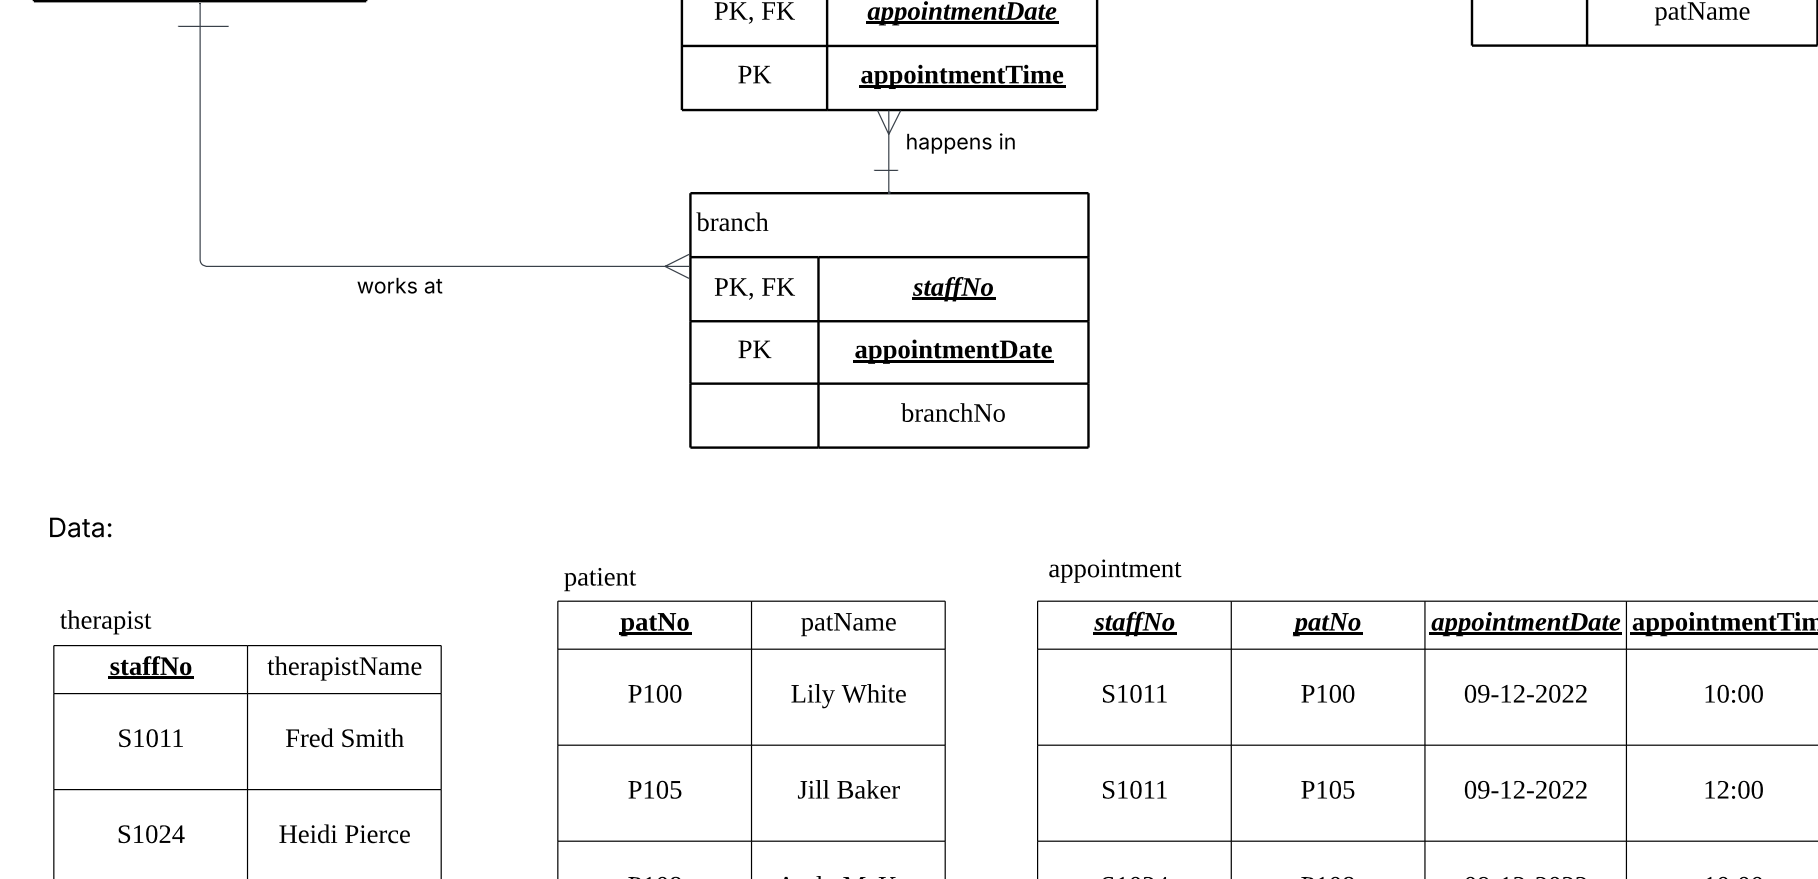 PK, FK appointmentDate
patName
PK appointmentTime
happens in
branch
PK, FK staffNo
works at
PK appointmentDate
branchNo
Data:
therapist
staffNo therapistName
S1011 Fred Smith
S1024 Heidi Pierce
patient
patNo patName
P100 Lily White
P105 Jill Baker
appointment
staffNo patNo appointmentDate appointmentTim
S1011 P100 09-12-2022 10:00
S1011 P105 09-12-2022 12:00